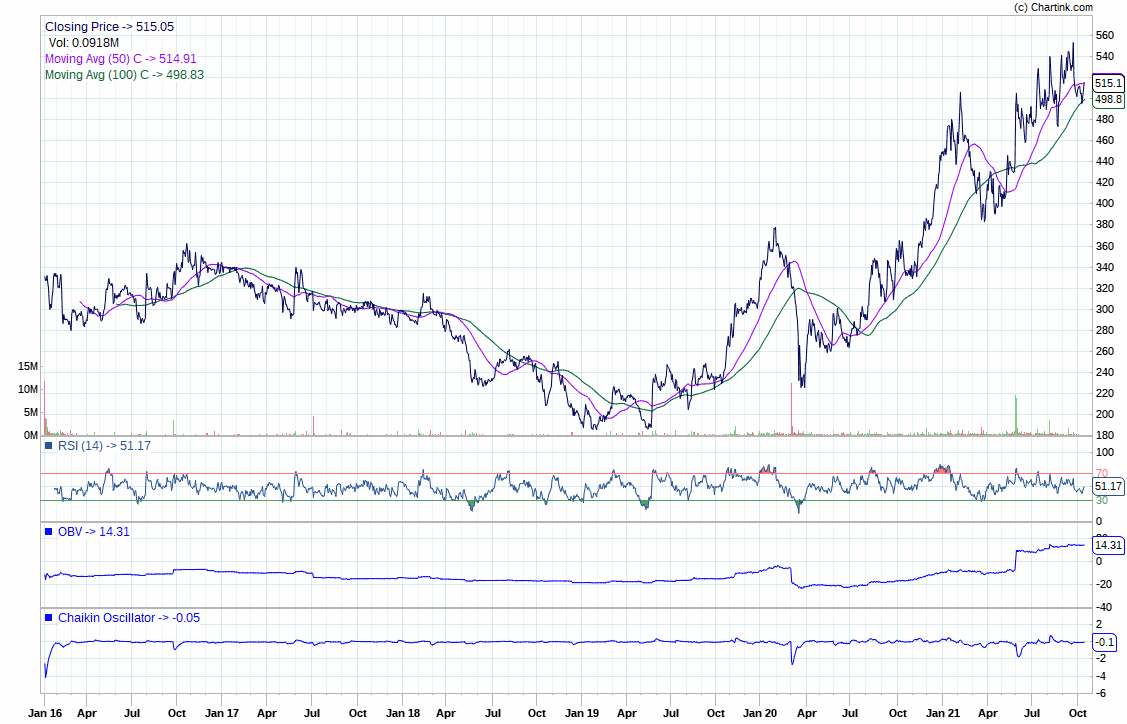 (c) Chartink.com
Closing Price -> 515.05
Vol: 0.0918M
Moving Avg (50) C -> 514.91
Moving Avg (100) C -> 498.83
560
540
515.1
498.8
480
460
440
420
400
380
360
340
320
300
280
260
240
220
200
180
15M
10M
5M
0M
RSI (14) -> 51.17
100
70
51.17
30
0
OBV -> 14.31
20
14.31
0
-20
-40
Chaikin Oscillator -> -0.05
2
-0.1
-2
-4
-6
Jan 16 Apr Jul Oct Jan 17 Apr Jul Oct Jan 18 Apr Jul Oct Jan 19 Apr Jul Oct Jan 20 Apr Jul Oct Jan 21 Apr Jul Oct